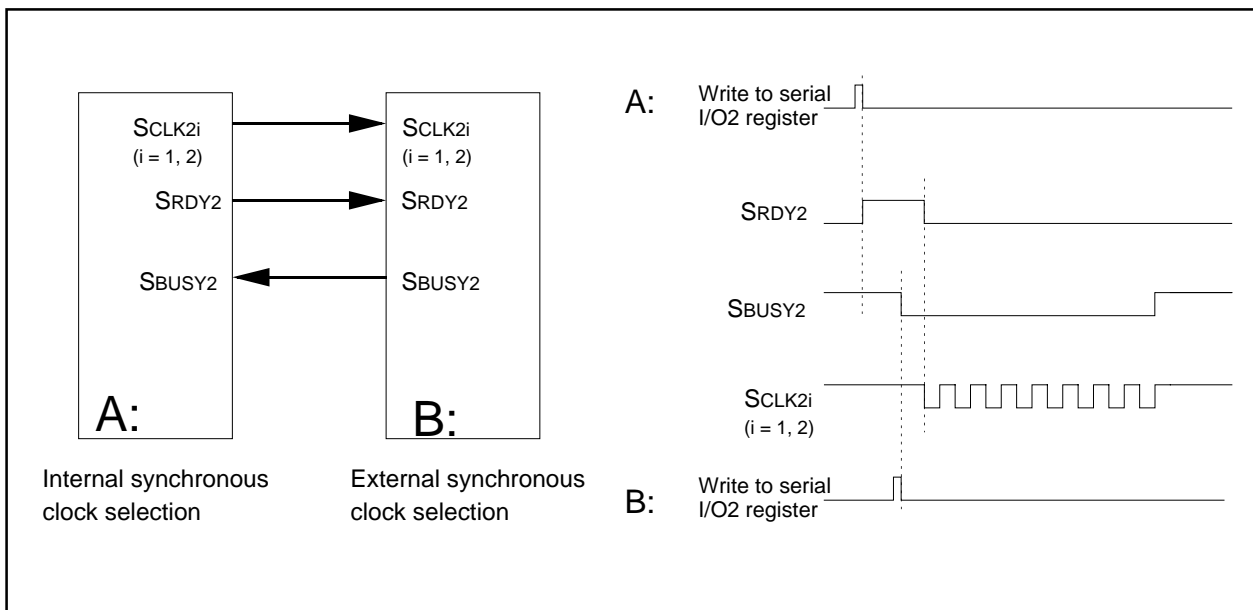 SCLK2i
(i = 1, 2)
SRDY2
SBUSY2
A:
SCLK2i
(i = 1, 2)
SRDY2
SBUSY2
B:
Internal synchronous
clock selection
External synchronous
clock selection
A:
Write to serial
I/O2 register
SRDY2
SBUSY2
SCLK2i
(i = 1, 2)
B:
Write to serial
I/O2 register